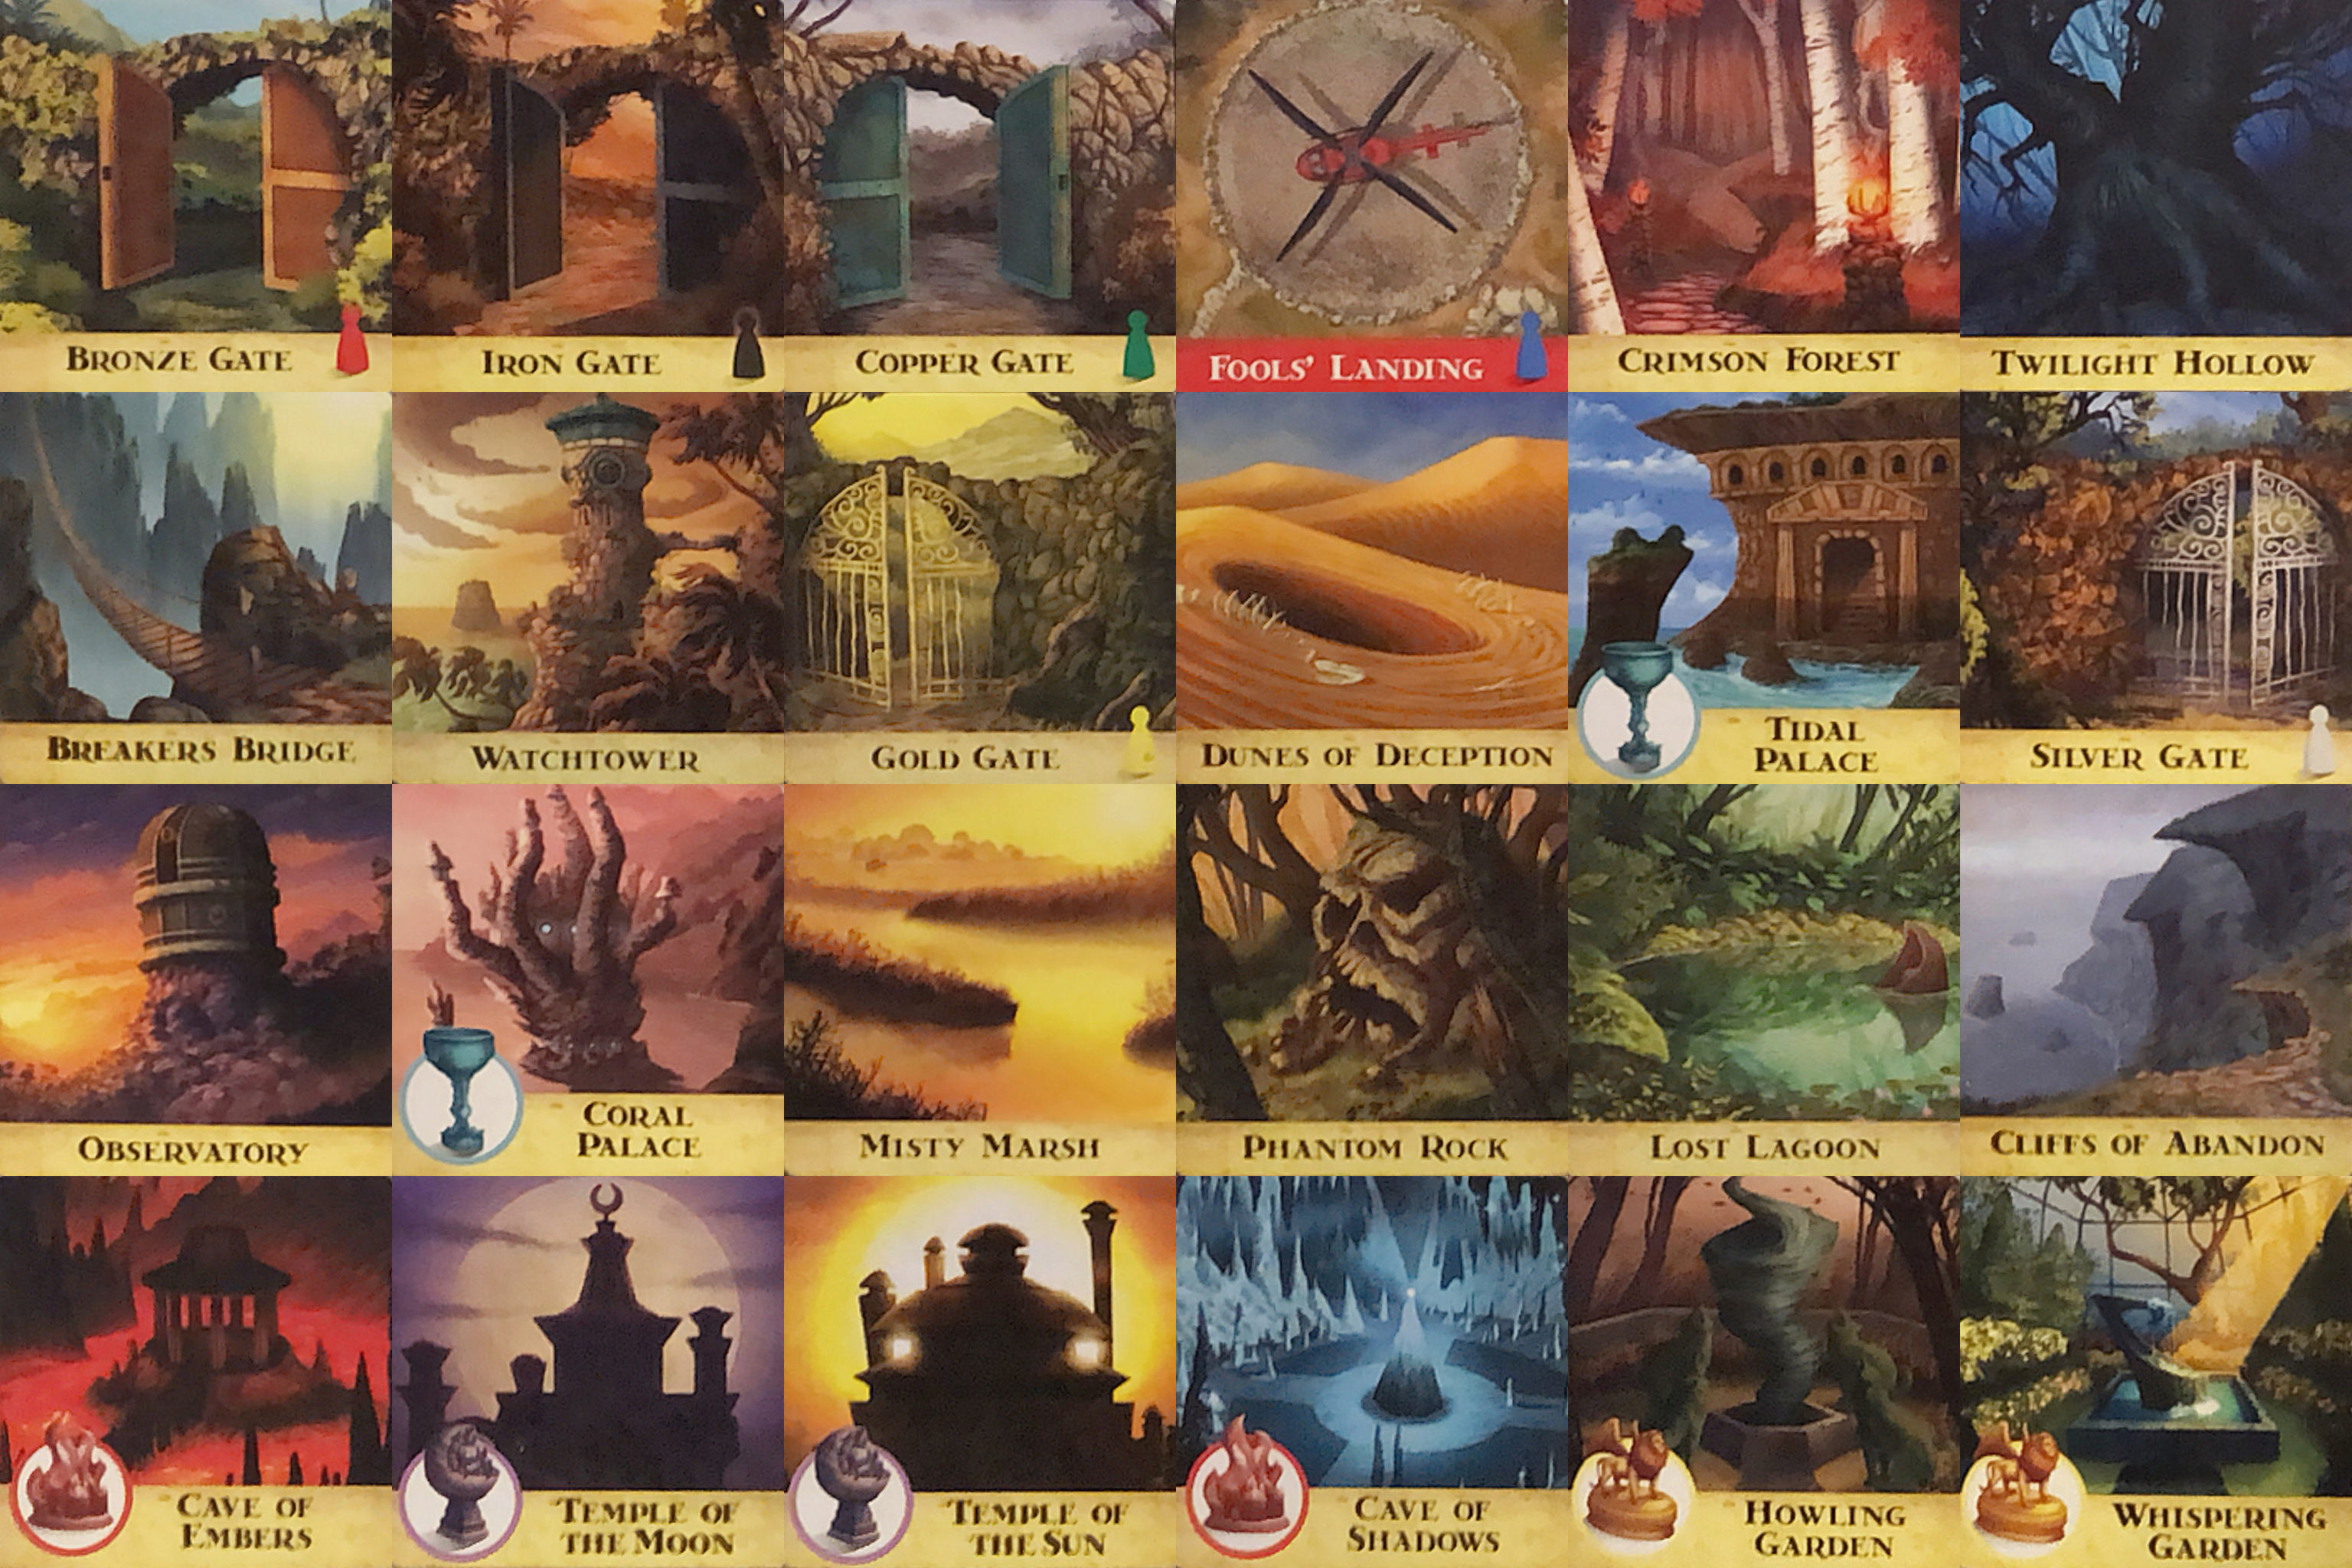 BRONZE GATE
IRON GATE
COPPER GATE
FOOLS' LANDING
CRIMSON FOREST
TWILIGHT HOLLOW
BREAKERS BRIDGE
WATCHTOWER
GOLD GATE
DUNES OF DECEPTION
TIDAL
PALACE
SILVER GATE
OBSERVATORY
CORAL
PALACE
MISTY MARSH
PHANTOM ROCK
LOST LAGOON
CLIFFS OF ABANDON
CAVE OF
EMBERS
TEMPLE OF
THE MOON
TEMPLE OF
THE SUN
CAVE OF
SHADOWS
HOWLING
GARDEN
WHISPERING
GARDEN